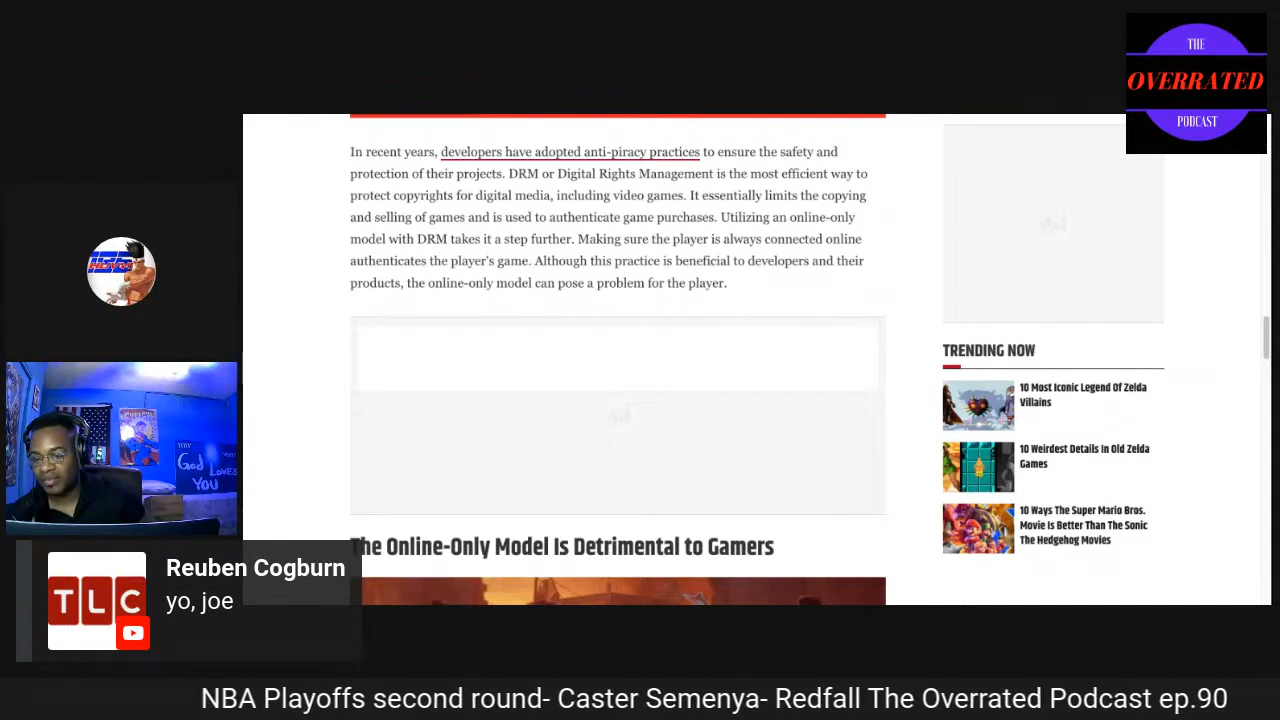 THE
OVERRATED
PODCAST
In recent years, developers have adopted anti-piracy practices to ensure the safety and
protection of their projects. DRM or Digital Rights Management is the most efficient way to
protect copyrights for digital media, including video games. It essentially limits the copying
and selling of games and is used to authenticate game purchases. Utilizing an online-only
model with DRM takes it a step further. Making sure the player is always connected online
authenticates the player's game. Although this practice is beneficial to developers and their
products, the online-only model can pose a problem for the player.
Ad
Ad
The Online-Only Model Is Detrimental to Gamers
TRENDING NOW
10 Most Iconic Legend Of Zelda
Villains
10 Weirdest Details In Old Zelda
Games
10 Ways The Super Mario Bros.
Movie Is Better Than The Sonic
The Hedgehog Movies
God Loves
YOU
TLC
Reuben Cogburn
yo, joe
NBA Playoffs second round- Caster Semenya- Redfall The Overrated Podcast ep.90